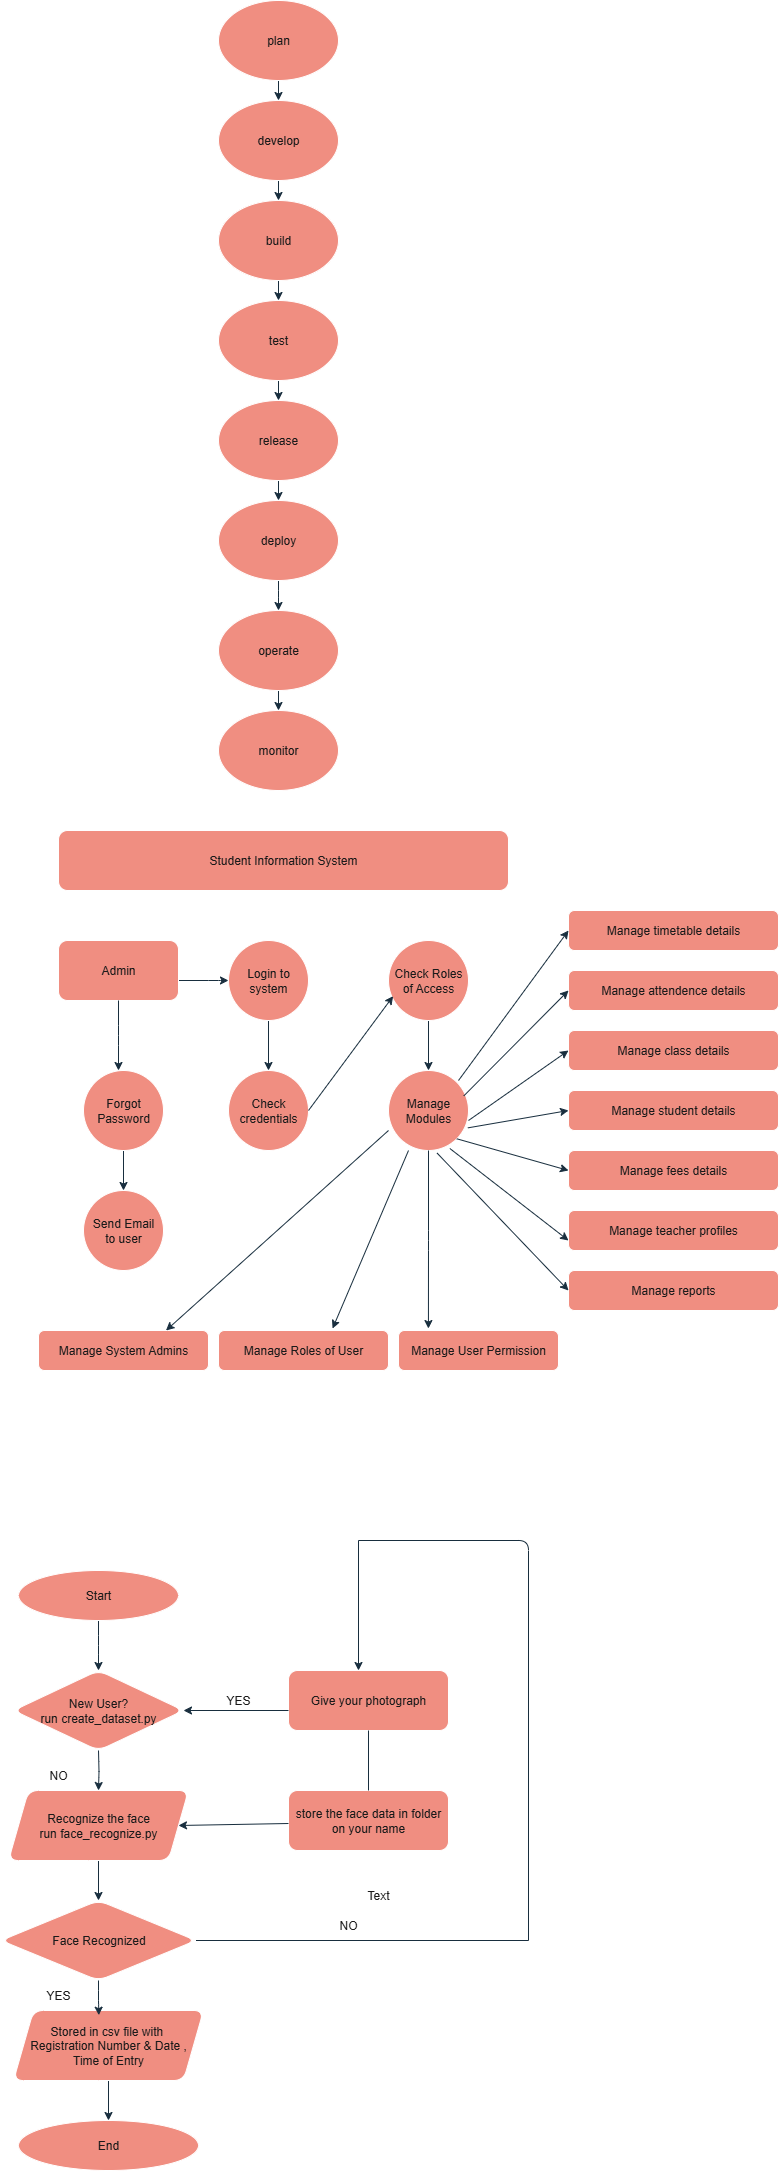 plan
develop
build
test
release
deploy
operate
monitor
Student Information System
Admin
Login to
system
Check Roles
of Access
Manage timetable details
Manage attendence details
Manage class details
Forgot
Password
Check
credentials
Manage
Modules
Manage student details
Manage fees details
Send Email
to user
Manage teacher profiles
Manage reports
Manage System Admins
Manage Roles of User
Manage User Permission
Start
New User?
run create_dataset.py
YES
Give your photograph
NO
Recognize the face
run face_recognize.py
store the face data in folder
on your name
Text
NO
Face Recognized
YES
Stored in csv file with
Registration Number & Date ,
Time of Entry
End